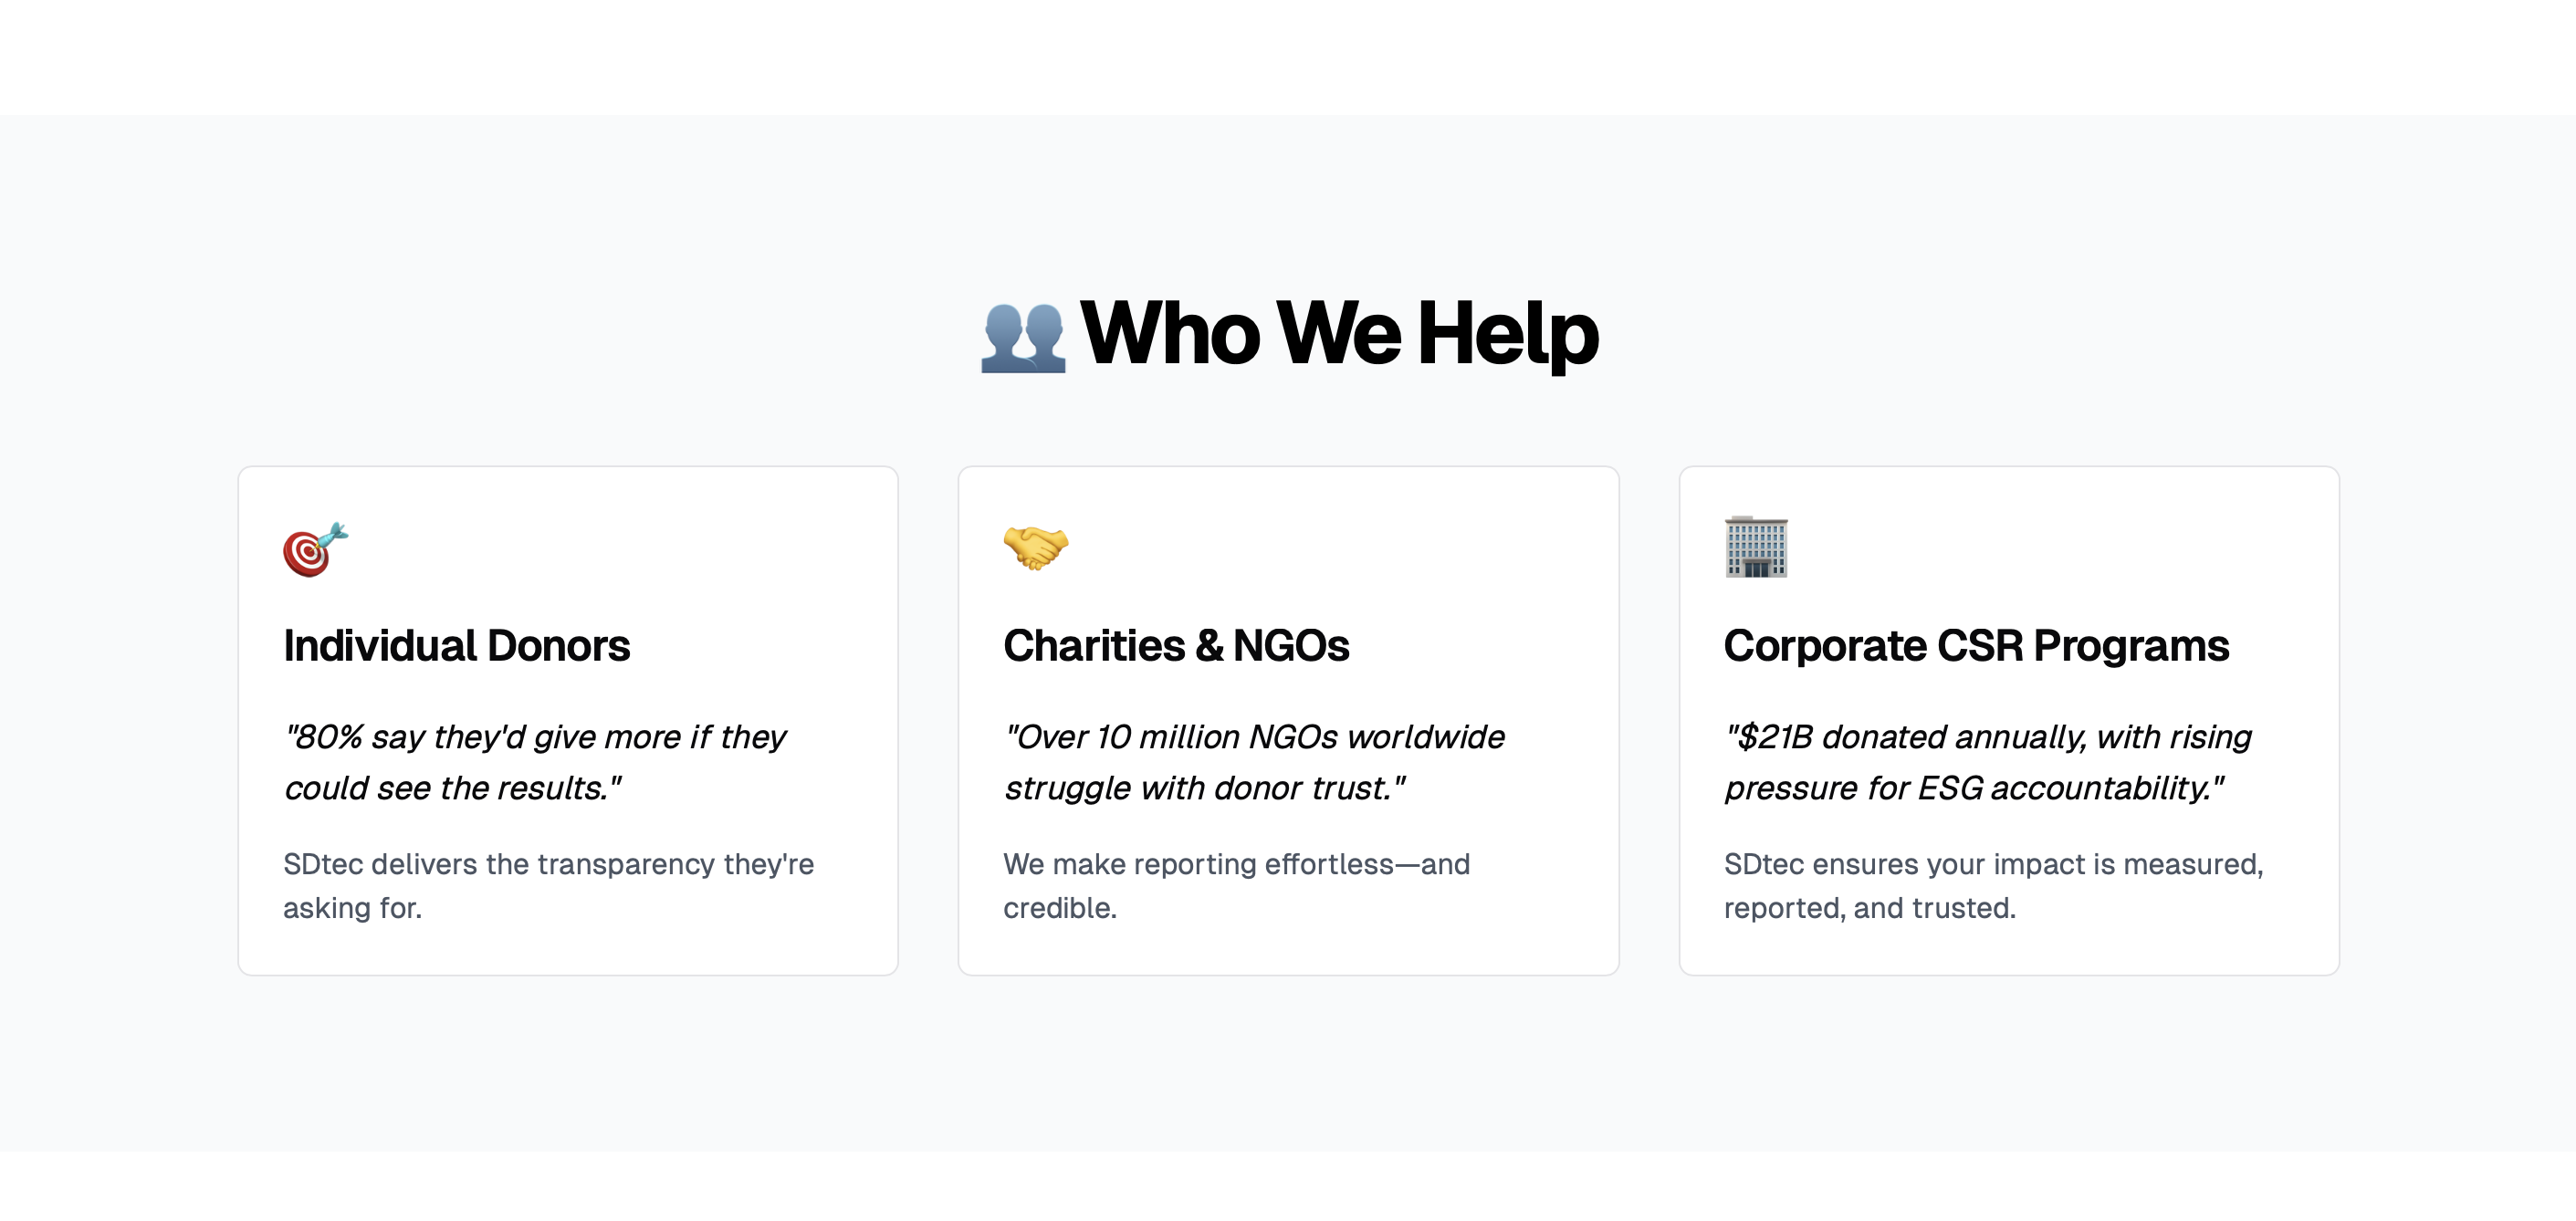 👥 Who We Help
🎯
Individual Donors
"80% say they'd give more if they
could see the results."
SDtec delivers the transparency they're
asking for.
🤝
Charities & NGOs
"Over 10 million NGOs worldwide
struggle with donor trust."
We make reporting effortless—and
credible.
🏢
Corporate CSR Programs
"$21B donated annually, with rising
pressure for ESG accountability."
SDtec ensures your impact is measured,
reported, and trusted.